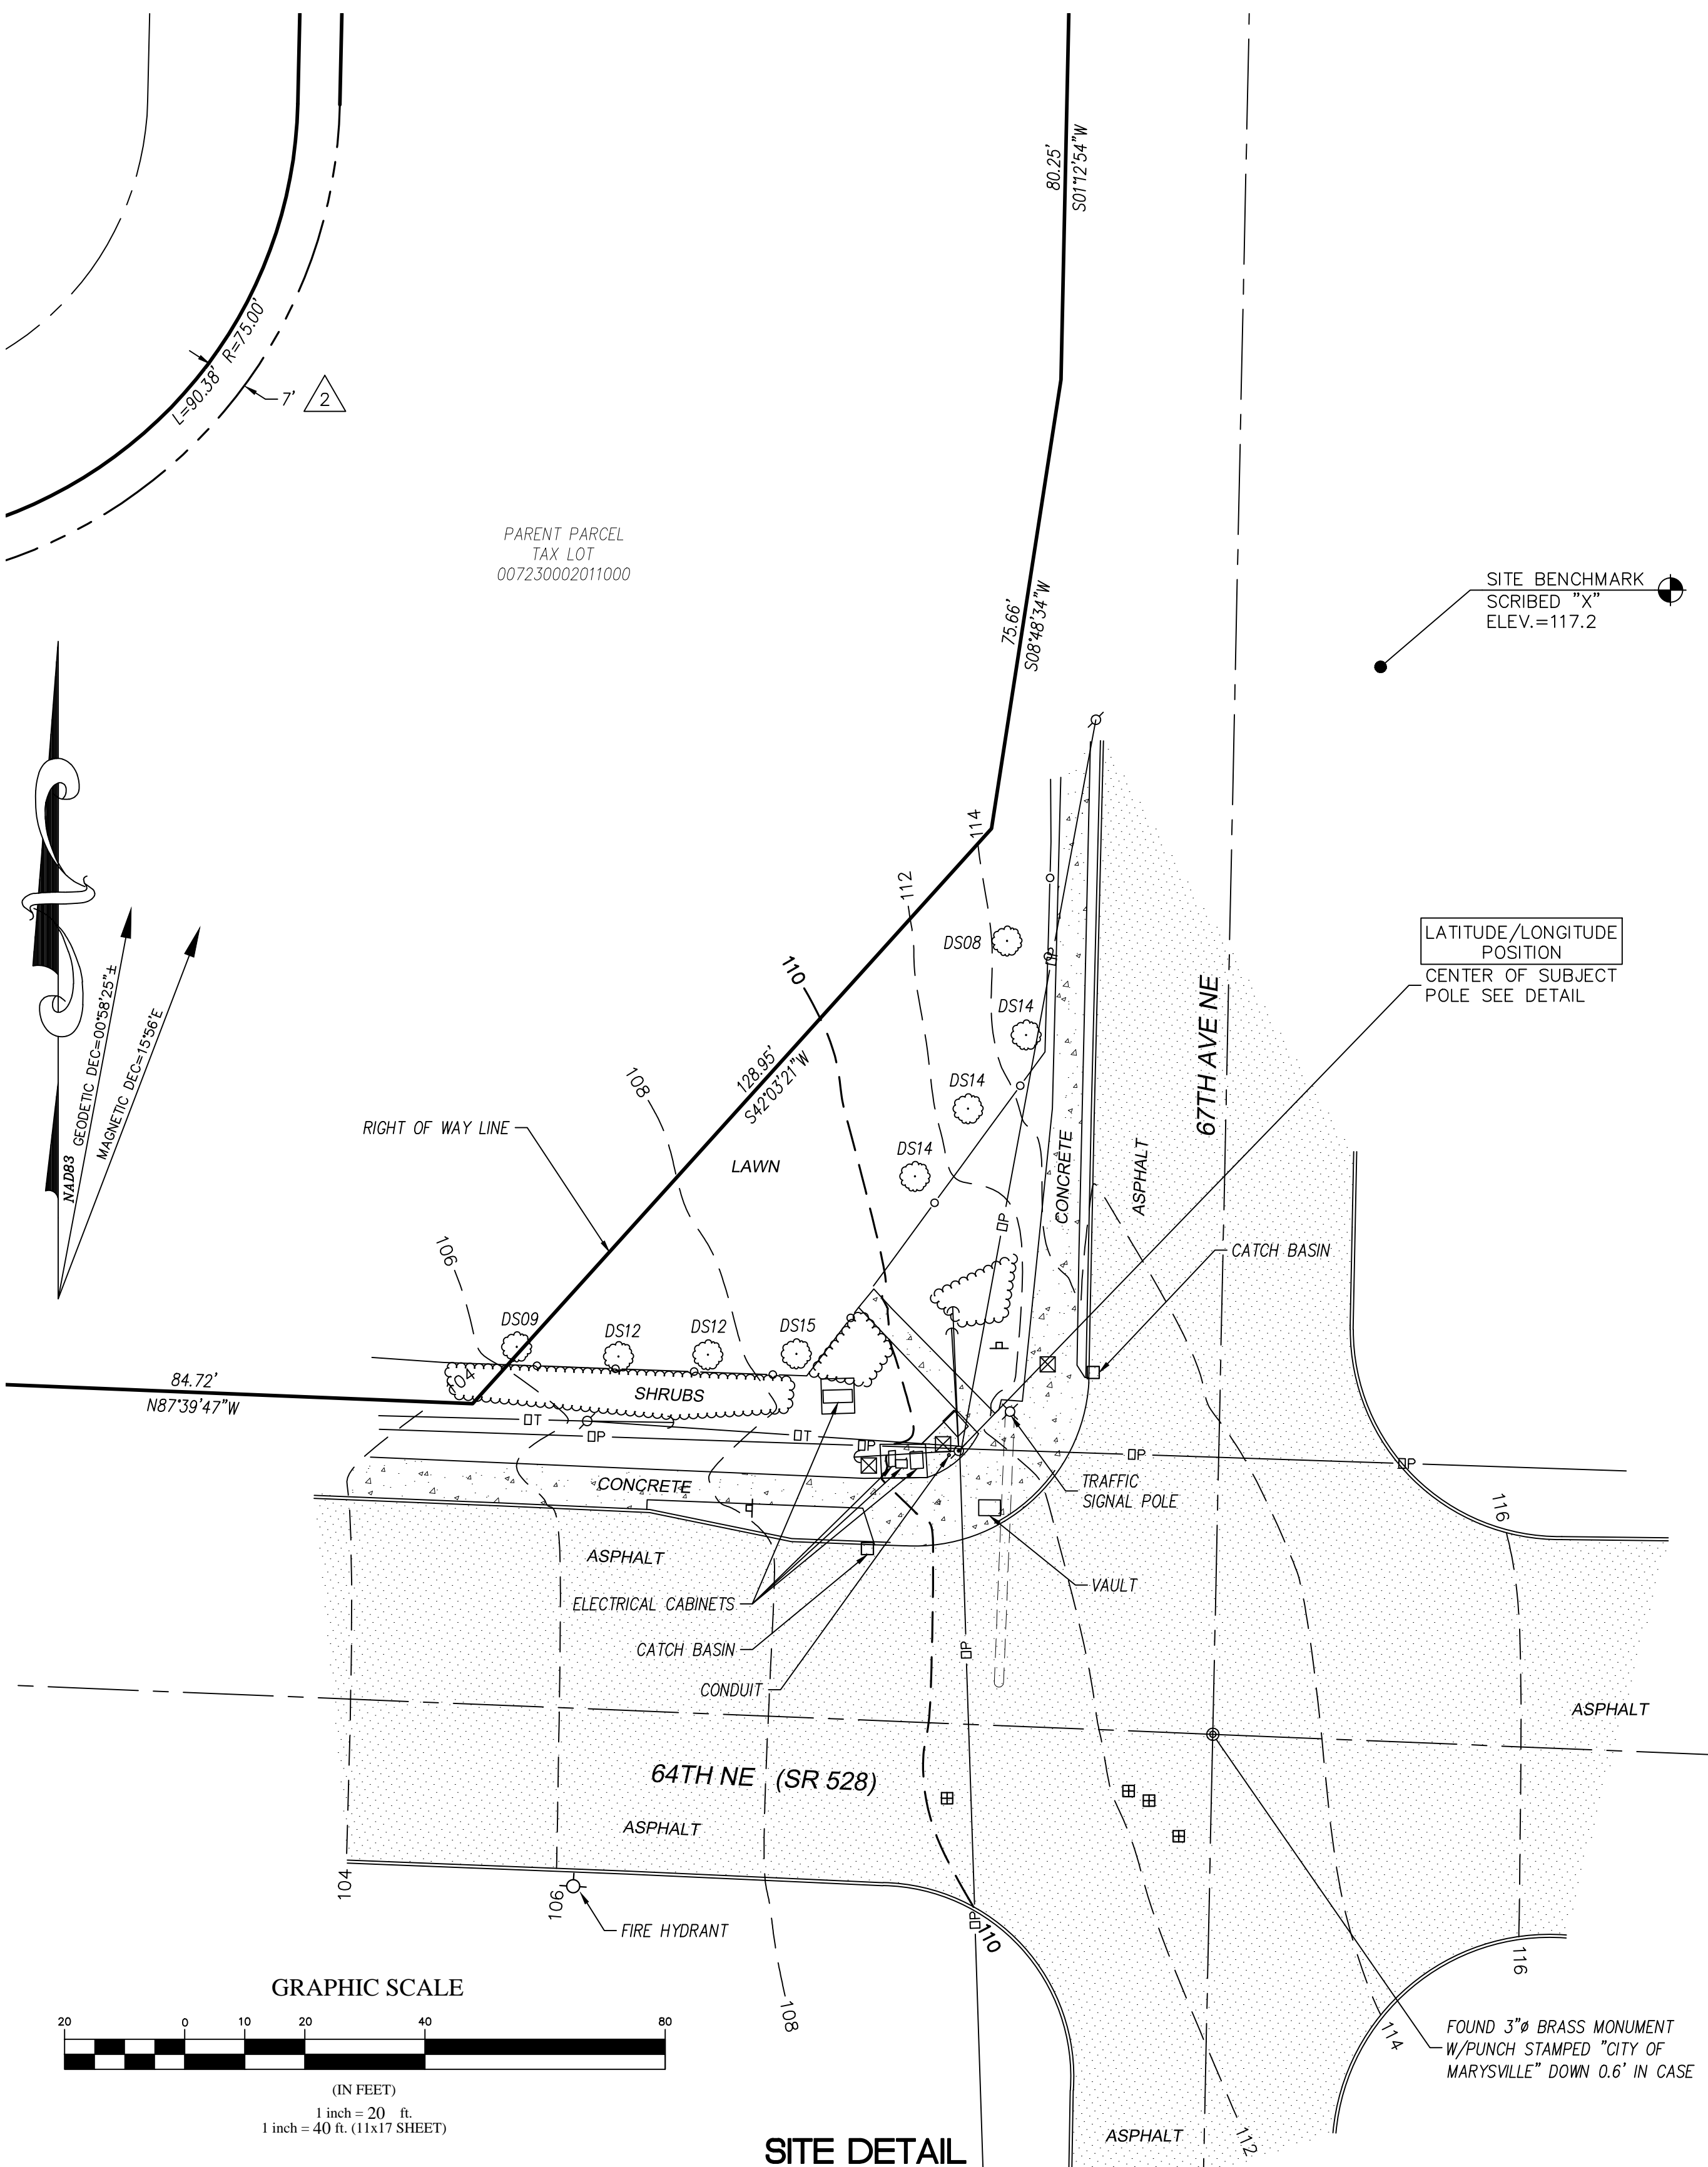 80.25'
S01°12'54"W
L=90.38' R=75.00'
7'
2
PARENT PARCEL
TAX LOT
007230002011000
75.66'
S08°48'34"W
SITE BENCHMARK
SCRIBED "X"
ELEV.=117.2
114
112
110
108
106
104
DS08
DS14
DS14
DS14
LATITUDE/LONGITUDE
POSITION
CENTER OF SUBJECT
POLE SEE DETAIL
67TH AVE NE
NAD83
GEODETIC DEC=00°58'25"±
MAGNETIC DEC=15°56'E
128.95'
S42°03'21"W
RIGHT OF WAY LINE
LAWN
CONCRETE
ASPHALT
CATCH BASIN
DS09
DS12
DS12
DS15
SHRUBS
84.72'
N87°39'47"W
P
P
T
P
T
P
P
P
CONCRETE
TRAFFIC
SIGNAL POLE
116
ASPHALT
VAULT
ELECTRICAL CABINETS
CATCH BASIN
P
CONDUIT
ASPHALT
64TH NE (SR 528)
ASPHALT
104
106
FIRE HYDRANT
P
110
116
108
114
112
GRAPHIC SCALE
20 0 10 20 40 80
(IN FEET)
1 inch = 20 ft.
1 inch = 40 ft. (11x17 SHEET)
FOUND 3"ø BRASS MONUMENT
W/PUNCH STAMPED "CITY OF
MARYSVILLE" DOWN 0.6' IN CASE
ASPHALT
SITE DETAIL